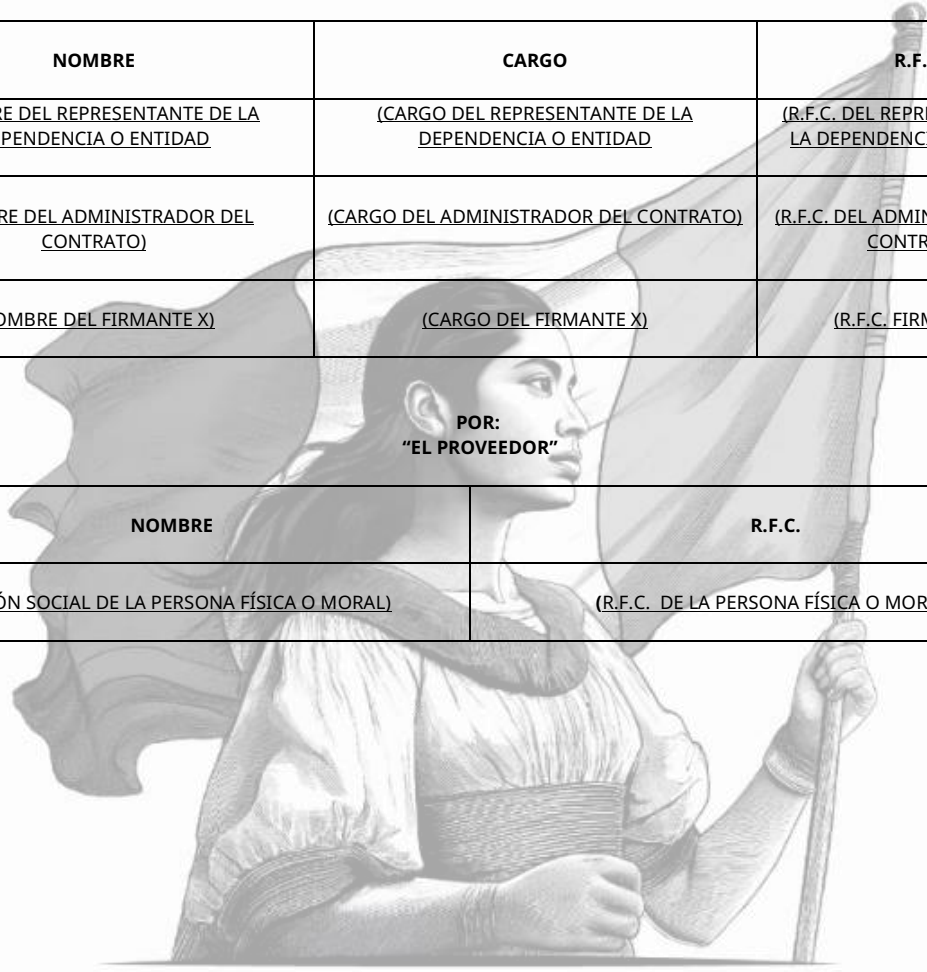 NOMBRE
CARGO
R.F.
RE DEL REPRESENTANTE DE LA
PENDENCIA O ENTIDAD
(CARGO DEL REPRESENTANTE DE LA
DEPENDENCIA O ENTIDAD
(R.F.C. DEL REPRE
LA DEPENDENCI
RE DEL ADMINISTRADOR DEL
CONTRATO)
(CARGO DEL ADMINISTRADOR DEL CONTRATO)
(R.F.C. DEL ADMIN
CONTR
OMBRE DEL FIRMANTE X)
(CARGO DEL FIRMANTE X)
(R.F.C. FIRM
POR:
“EL PROVEEDOR”
NOMBRE
R.F.C.
ÓN SOCIAL DE LA PERSONA FÍSICA O MORAL)
(R.F.C. DE LA PERSONA FÍSICA O MOR